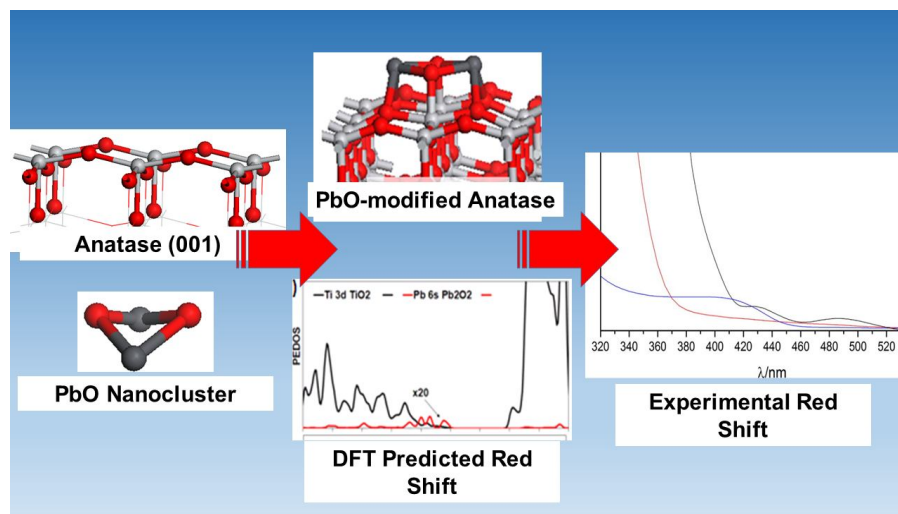 Anatase (001)
PbO Nanocluster
PbO-modified Anatase
) Ti 3d TiO2 Pb 6s Pb2O2
PEDOS
x20
DFT Predicted Red
Shift
320 340 360 380 400 420 440 460 480 500 520
λ/nm
Experimental Red
Shift